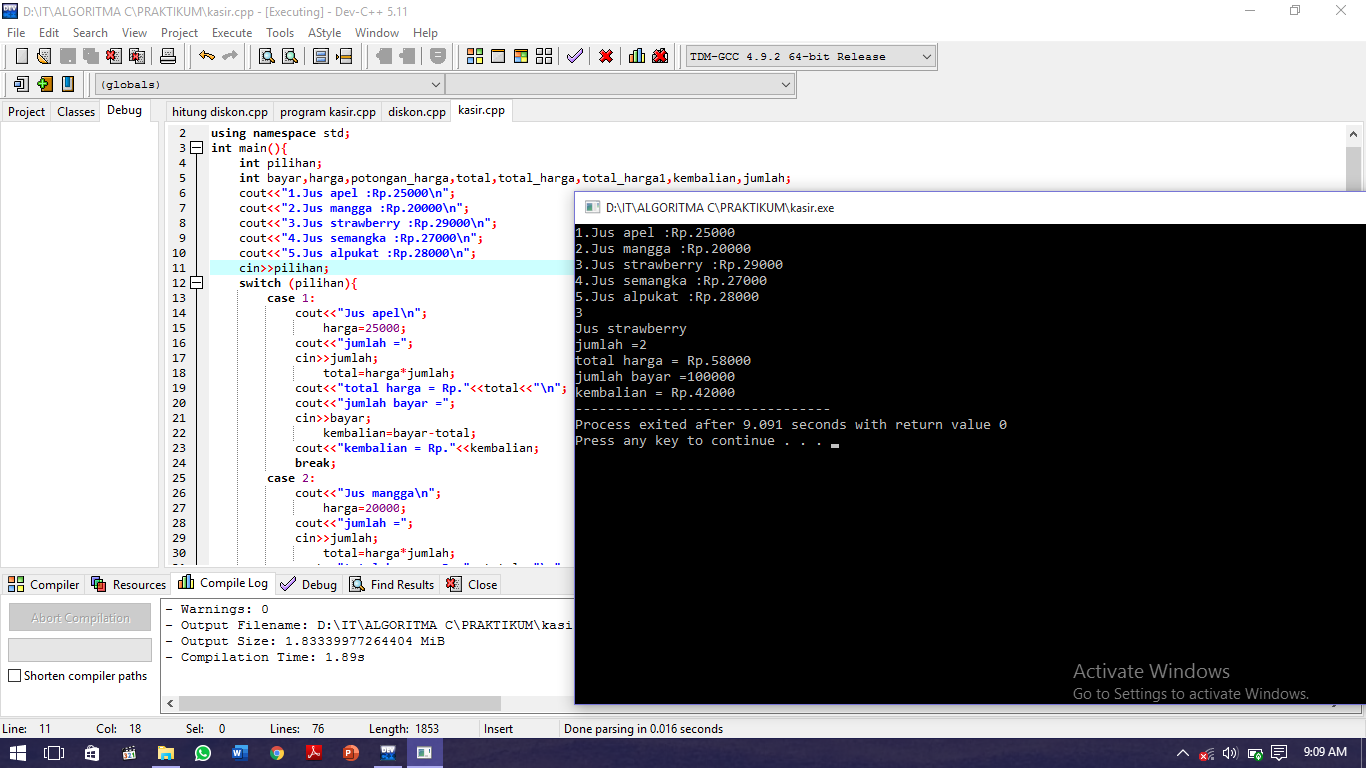 D:\IT\ALGORITMA C\PRAKTIKUM\kasir.cpp - [Executing] - Dev-C++ 5.11
File Edit Search View Project Execute Tools AStyle Window Help
TDM-GCC 4.9.2 64-bit Release
(globals)
Project Classes Debug
hitung diskon.cpp program kasir.cpp diskon.cpp kasir.cpp
2 using namespace std;
3 int main(){
4 int pilihan;
5 int bayar,harga,potongan_harga,total,total_harga,total_harga1,kembalian,jumlah;
6 cout<<"1.Jus apel :Rp.25000\n";
7 cout<<"2.Jus mangga :Rp.20000\n";
8 cout<<"3.Jus strawberry :Rp.29000\n";
9 cout<<"4.Jus semangka :Rp.27000\n";
10 cout<<"5.Jus alpukat :Rp.28000\n";
11 cin>>pilihan;
12 switch (pilihan){
13 case 1:
14 cout<<"Jus apel\n";
15 harga=25000;
16 cout<<"jumlah =";
17 cin>>jumlah;
18 total=harga*jumlah;
19 cout<<"total harga = Rp."<<total<<"\n";
20 cout<<"jumlah bayar =";
21 cin>>bayar;
22 kembalian=bayar-total;
23 cout<<"kembalian = Rp."<<kembalian;
24 break;
25 case 2:
26 cout<<"Jus mangga\n";
27 harga=20000;
28 cout<<"jumlah =";
29 cin>>jumlah;
30 total=harga*jumlah;
D:\IT\ALGORITMA C\PRAKTIKUM\kasir.exe
1.Jus apel :Rp.25000
2.Jus mangga :Rp.20000
3.Jus strawberry :Rp.29000
4.Jus semangka :Rp.27000
5.Jus alpukat :Rp.28000
3
Jus strawberry
jumlah =2
total harga = Rp.58000
jumlah bayar =100000
kembalian = Rp.42000
--------------------------------
Process exited after 9.091 seconds with return value 0
Press any key to continue . . .
Compiler Resources Compile Log Debug Find Results Close
Abort Compilation
Shorten compiler paths
- Warnings: 0
- Output Filename: D:\IT\ALGORITMA C\PRAKTIKUM\kasi
- Output Size: 1.83339977264404 MiB
- Compilation Time: 1.89s
Activate Windows
Go to Settings to activate Windows.
Line: 11 Col: 18 Sel: 0 Lines: 76 Length: 1853 Insert Done parsing in 0.016 seconds
9:09 AM